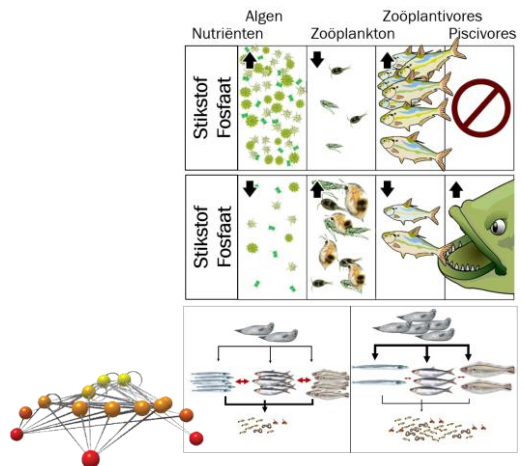 Algen
Zoöplantivores
Nutriënten
Zoöplankton
Piscivores
Stikstof
Fosfaat
Stikstof
Fosfaat